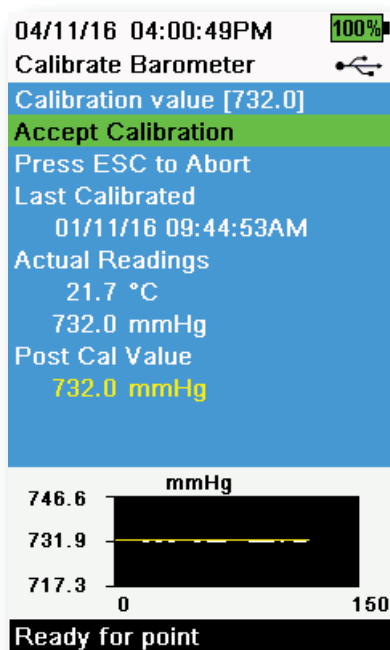 04/11/16 04:00:49PM 100%
Calibrate Barometer
Calibration value [732.0]
Accept Calibration
Press ESC to Abort
Last Calibrated
01/11/16 09:44:53AM
Actual Readings
21.7 °C
732.0 mmHg
Post Cal Value
732.0 mmHg
mmHg
746.6
731.9
717.3
0 150
Ready for point